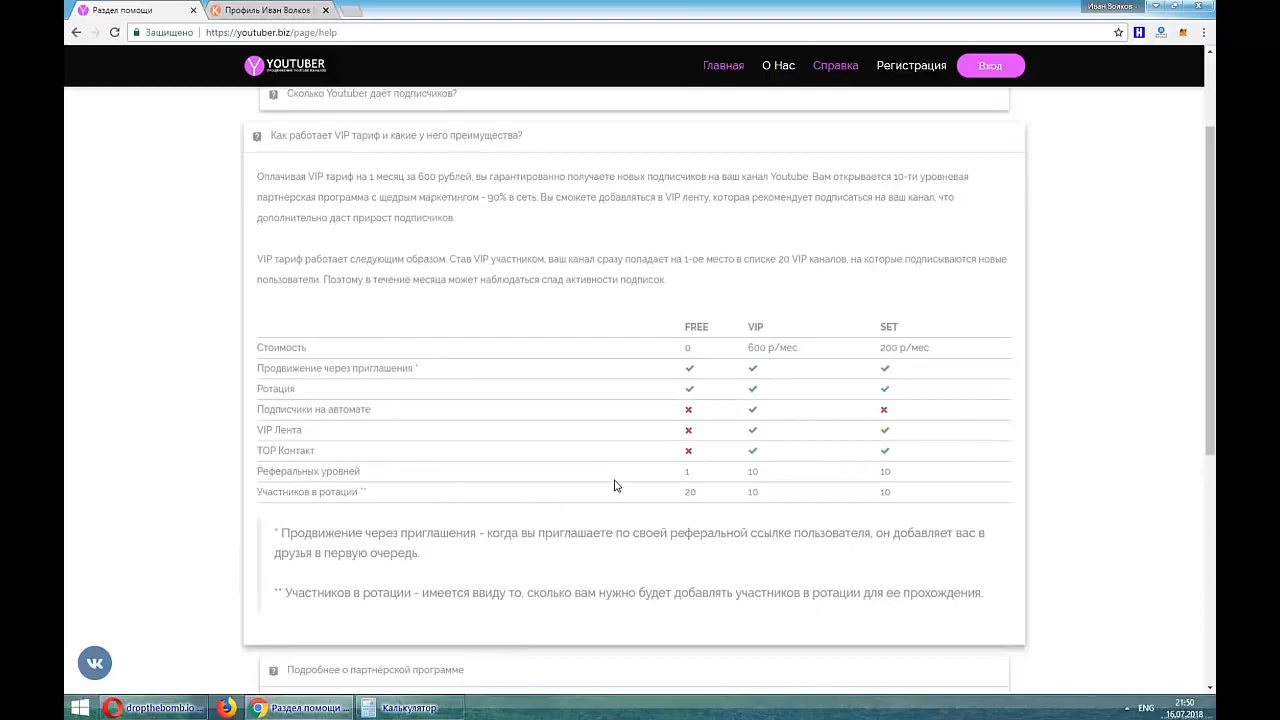 Раздел помощи
Профиль Иван Волков
Иван Волков
Защищено
https://youtuber.biz/page/help
YOUTUBER
Главная
О Нас
Справка
Регистрация
Вход
Сколько Youtuber даёт подписчиков?
Как работает VIP тариф и какие у него преимущества?
Оплачивая VIP тариф на 1 месяц за 600 рублей, вы гарантированно получаете новых подписчиков на ваш канал Youtube. Вам открывается 10-ти уровневая
партнерская программа с щедрым маркетингом - 90% в сеть. Вы сможете добавляться в VIP ленту, которая рекомендует подписаться на ваш канал, что
дополнительно даст прирост подписчиков.
VIP тариф работает следующим образом. Став VIP участником, ваш канал сразу попадает на 1-ое место в списке 20 VIP каналов, на которые подписываются новые
пользователи. Поэтому в течение месяца может наблюдаться спад активности подписок.
FREE VIP SET
Стоимость 0 600 р/мес 200 р/мес
Продвижение через приглашения *
Ротация
Подписчики на автомате
VIP Лента
TOP Контакт
Реферальных уровней 1 10 10
Участников в ротации ** 20 10 10
* Продвижение через приглашения - когда вы приглашаете по своей реферальной ссылке пользователя, он добавляет вас в
друзья в первую очередь.
** Участников в ротации - имеется ввиду то, сколько вам нужно будет добавлять участников в ротации для ее прохождения.
Подробнее о партнёрской программе
dropthebomb.io ...
Раздел помощи ...
Калькулятор
ENG
21:50
16.07.2018